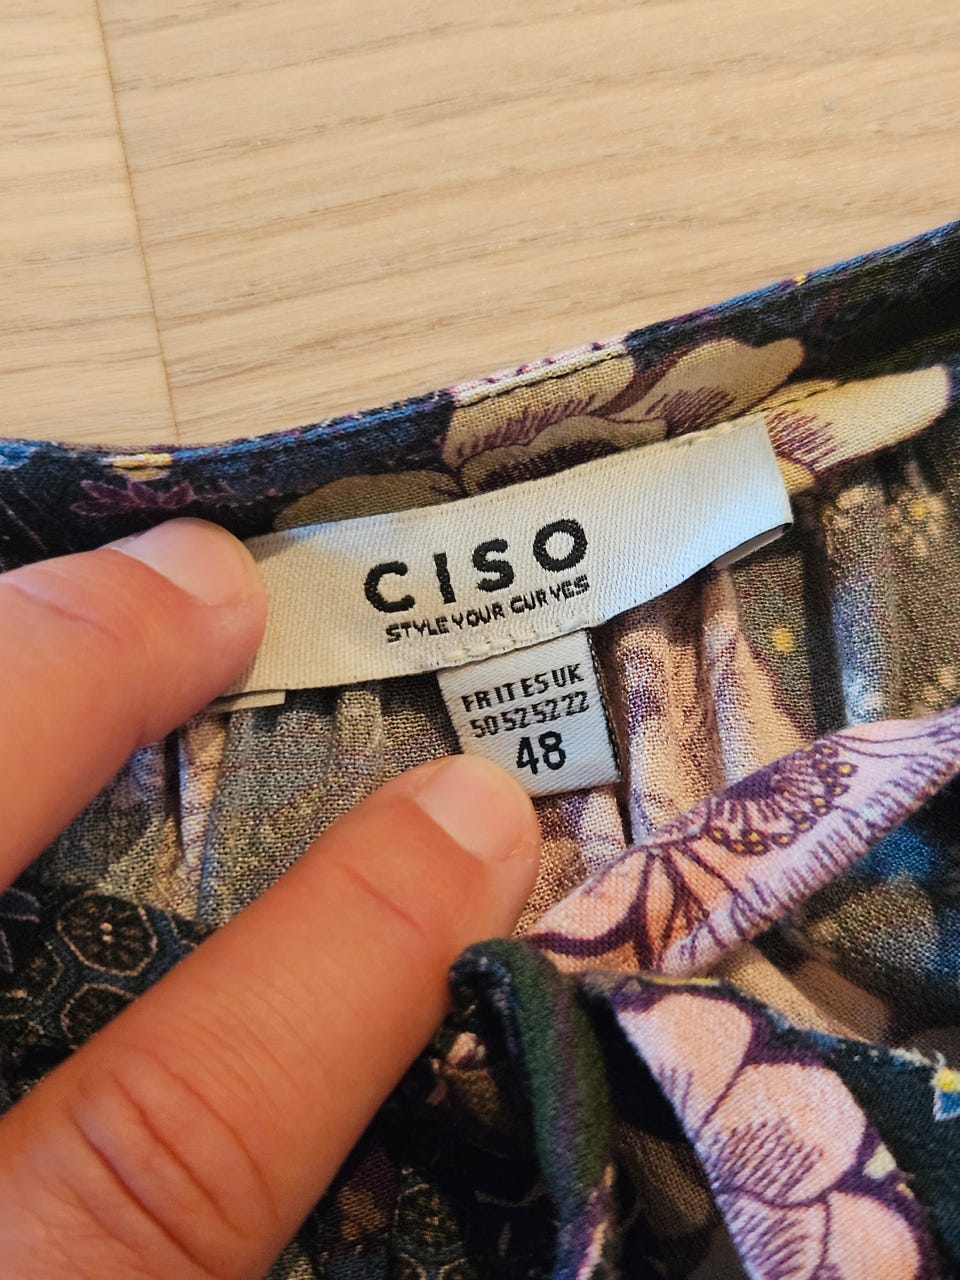 CISO
STYLE YOUR CURVES
FR IT ES UK
50 52 52 22
48